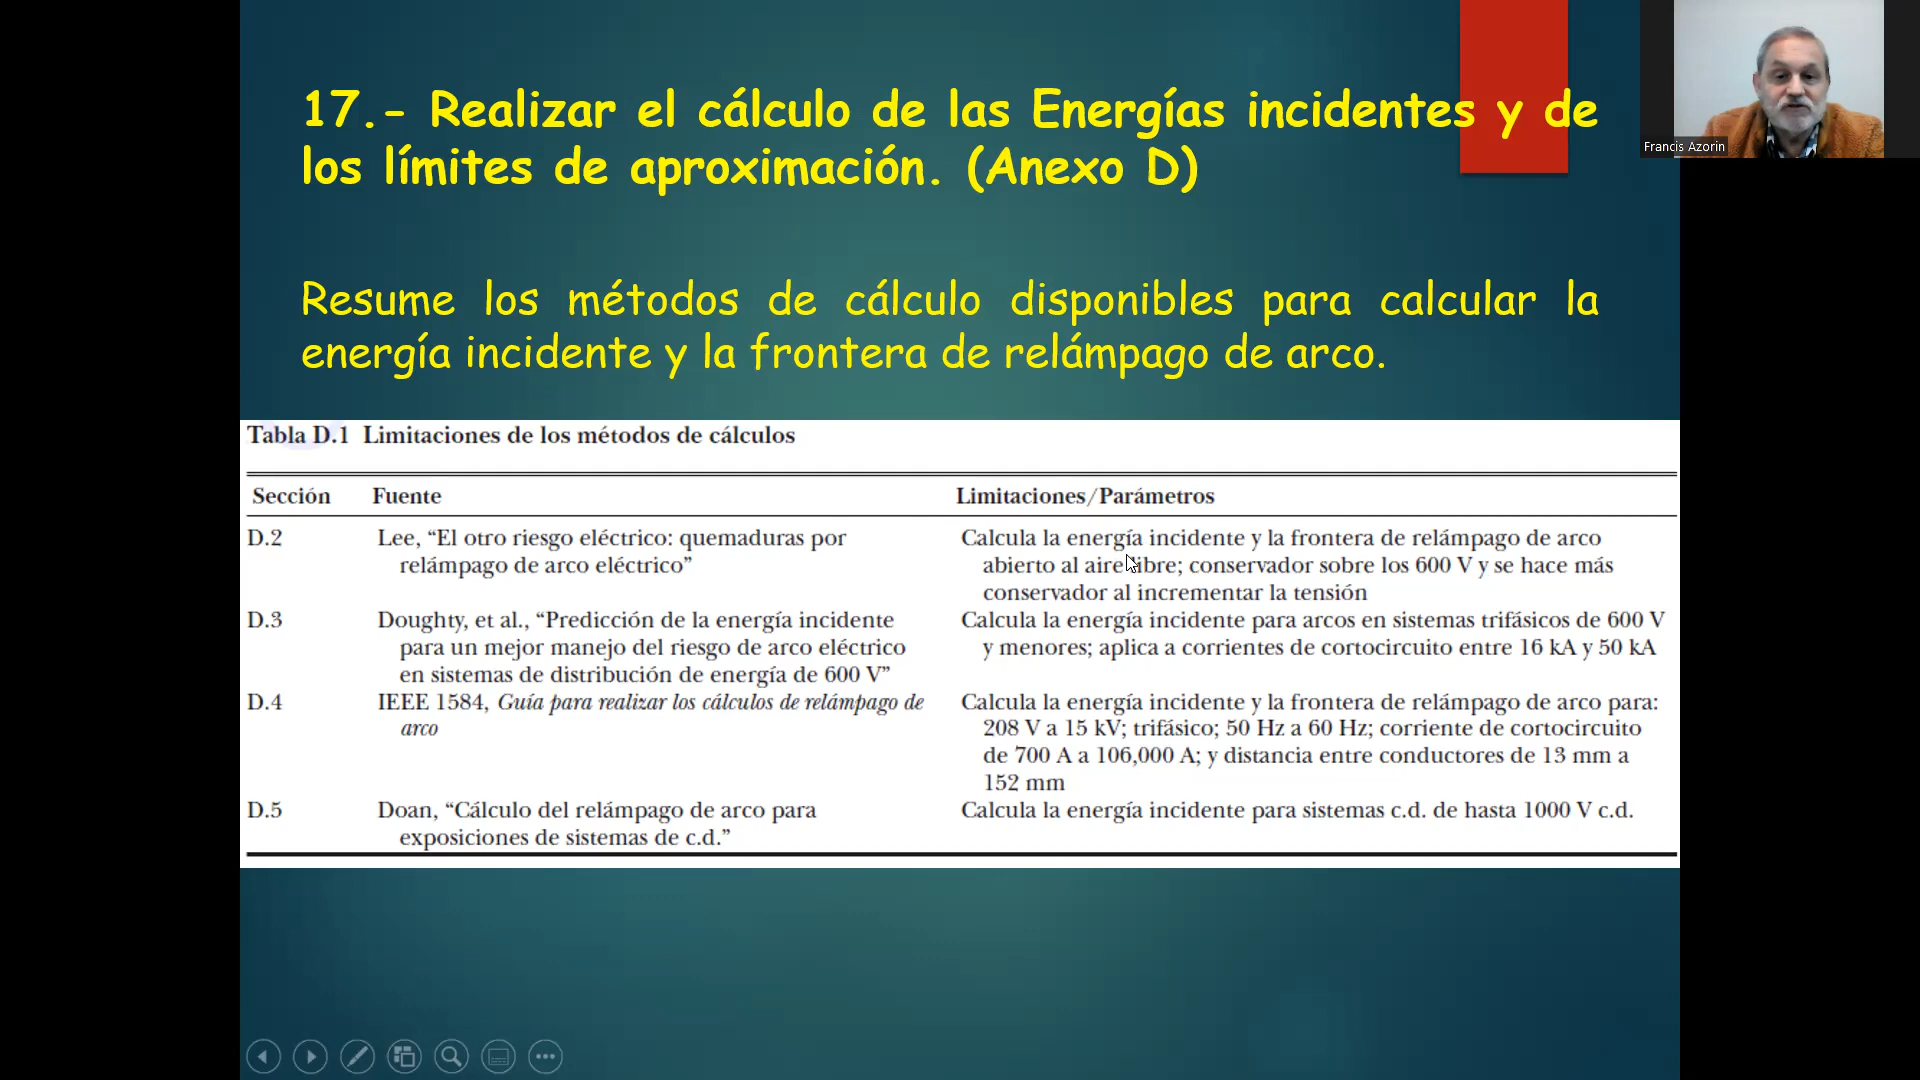 17.- Realizar el cálculo de las Energías incidentes y de
los límites de aproximación. (Anexo D)
Francis Azorin
Resume los métodos de cálculo disponibles para calcular la
energía incidente y la frontera de relámpago de arco.
Tabla D.1 Limitaciones de los métodos de cálculos
Sección Fuente Limitaciones/Parámetros
D.2 Lee, “El otro riesgo eléctrico: quemaduras por Calcula la energía incidente y la frontera de relámpago de arco
relámpago de arco eléctrico” abierto al aire libre; conservador sobre los 600 V y se hace más
conservador al incrementar la tensión
D.3 Doughty, et al., “Predicción de la energía incidente Calcula la energía incidente para arcos en sistemas trifásicos de 600 V
para un mejor manejo del riesgo de arco eléctrico y menores; aplica a corrientes de cortocircuito entre 16 kA y 50 kA
en sistemas de distribución de energía de 600 V”
D.4 IEEE 1584, Guía para realizar los cálculos de relámpago de Calcula la energía incidente y la frontera de relámpago de arco para:
arco 208 V a 15 kV; trifásico; 50 Hz a 60 Hz; corriente de cortocircuito
de 700 A a 106,000 A; y distancia entre conductores de 13 mm a
152 mm
D.5 Doan, “Cálculo del relámpago de arco para Calcula la energía incidente para sistemas c.d. de hasta 1000 V c.d.
exposiciones de sistemas de c.d.”